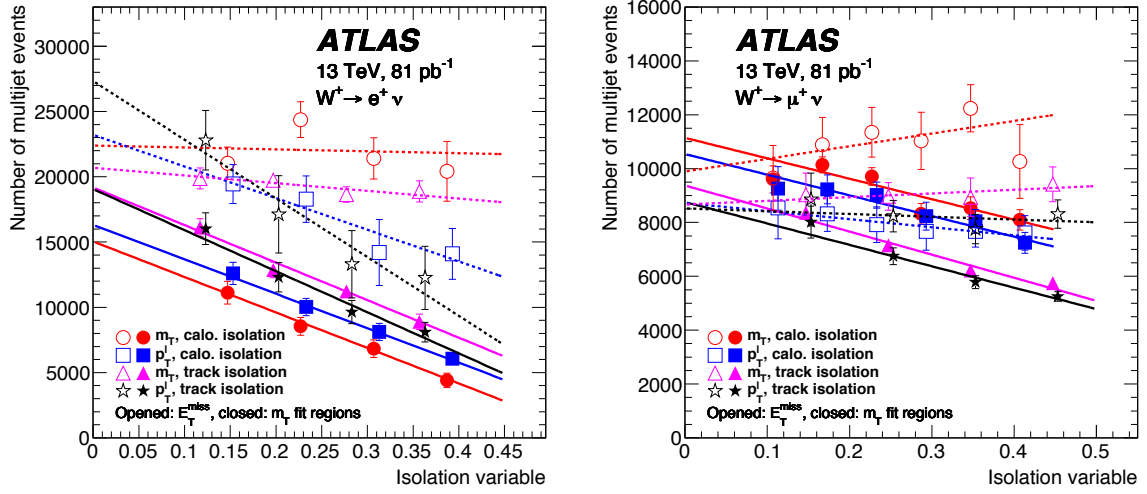 Number of multijet events
30000
25000
20000
15000
10000
5000
0
ATLAS
13 TeV, 81 pb⁻¹
W⁺→ e⁺ ν
m_T, calo. isolation
p_T^l, calo. isolation
m_T, track isolation
p_T^l, track isolation
Opened: E_T^miss, closed: m_T fit regions
0 0.05 0.1 0.15 0.2 0.25 0.3 0.35 0.4 0.45
Isolation variable
Number of multijet events
16000
14000
12000
10000
8000
6000
4000
2000
0
ATLAS
13 TeV, 81 pb⁻¹
W⁺→ μ⁺ ν
m_T, calo. isolation
p_T^l, calo. isolation
m_T, track isolation
p_T^l, track isolation
Opened: E_T^miss, closed: m_T fit regions
0 0.1 0.2 0.3 0.4 0.5
Isolation variable